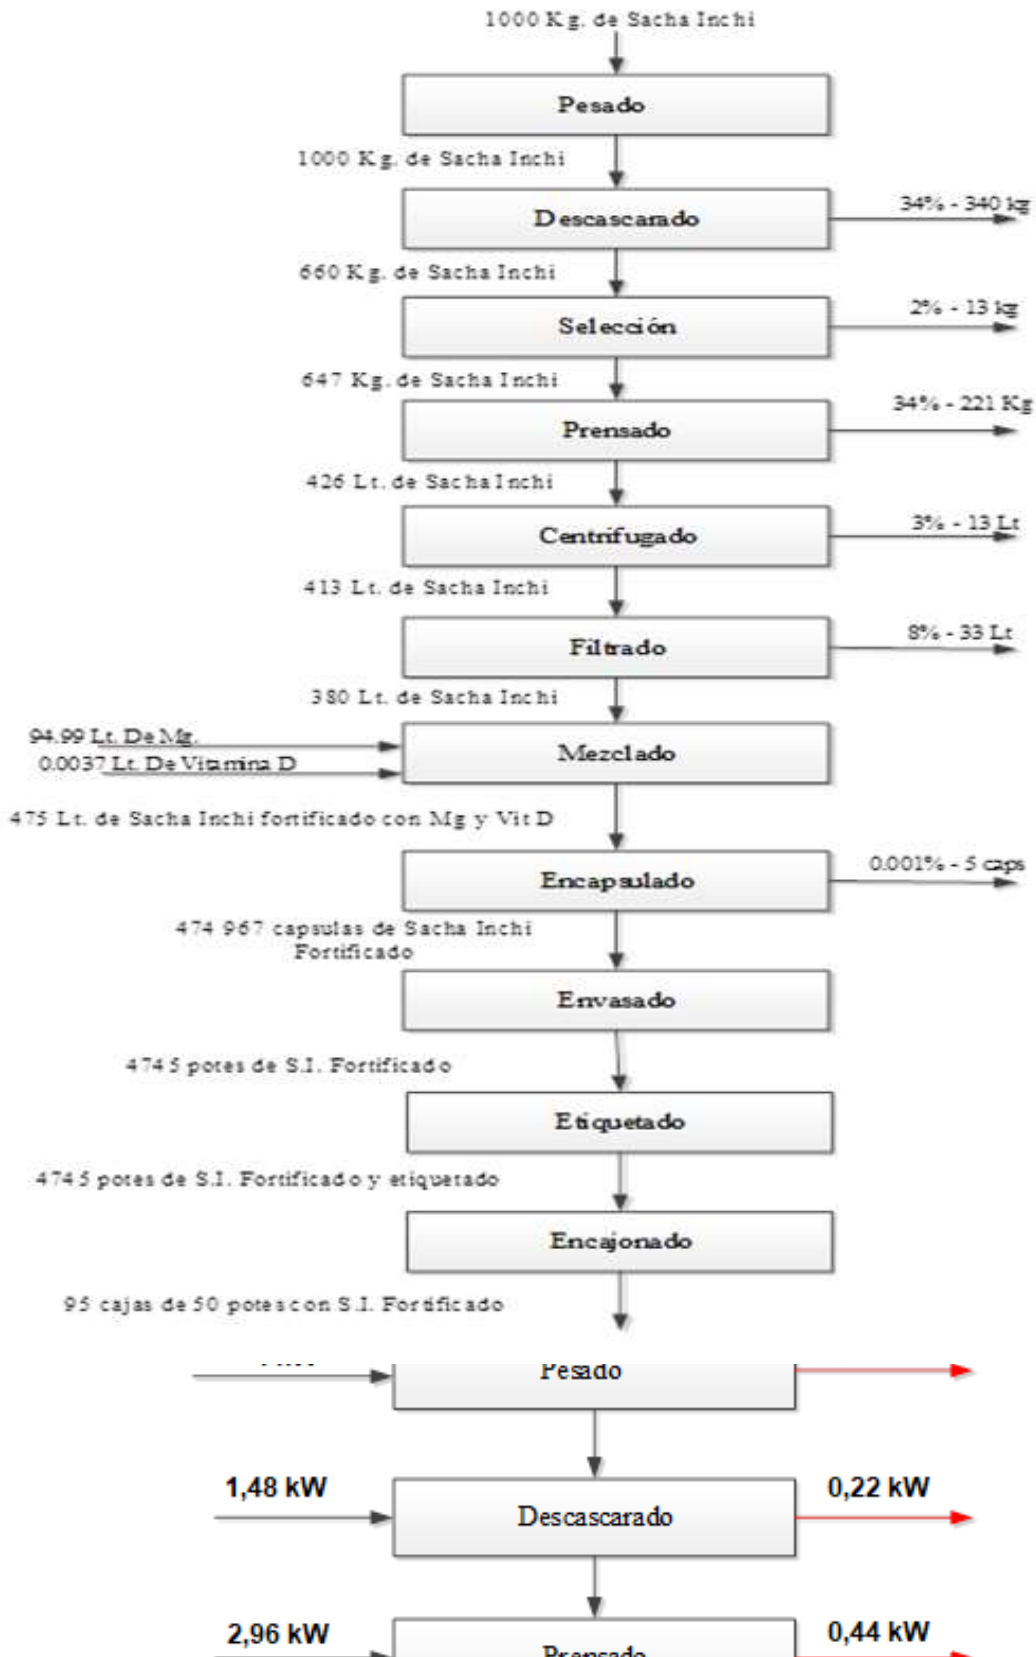 1000 Kg. de Sacha Inchi
Pesado
1000 Kg. de Sacha Inchi
Descascarado
34% - 340 kg
660 Kg. de Sacha Inchi
Selección
2% - 13 kg
647 Kg. de Sacha Inchi
Prensado
34% - 221 Kg
426 Lt. de Sacha Inchi
Centrifugado
3% - 13 Lt
413 Lt. de Sacha Inchi
Filtrado
8% - 33 Lt
380 Lt. de Sacha Inchi
94.99 Lt. De Mg.
0.0037 Lt. De Vitamina D
Mezclado
475 Lt. de Sacha Inchi fortificado con Mg y Vit D
Encapsulado
0.001% - 5 caps
474 967 capsulas de Sacha Inchi
Fortificado
Envasado
4745 potes de S.I. Fortificado
Etiquetado
4745 potes de S.I. Fortificado y etiquetado
Encajonado
95 cajas de 50 potes con S.I. Fortificado
Pesado
1,48 kW
Descascarado
0,22 kW
2,96 kW
Prensado
0,44 kW